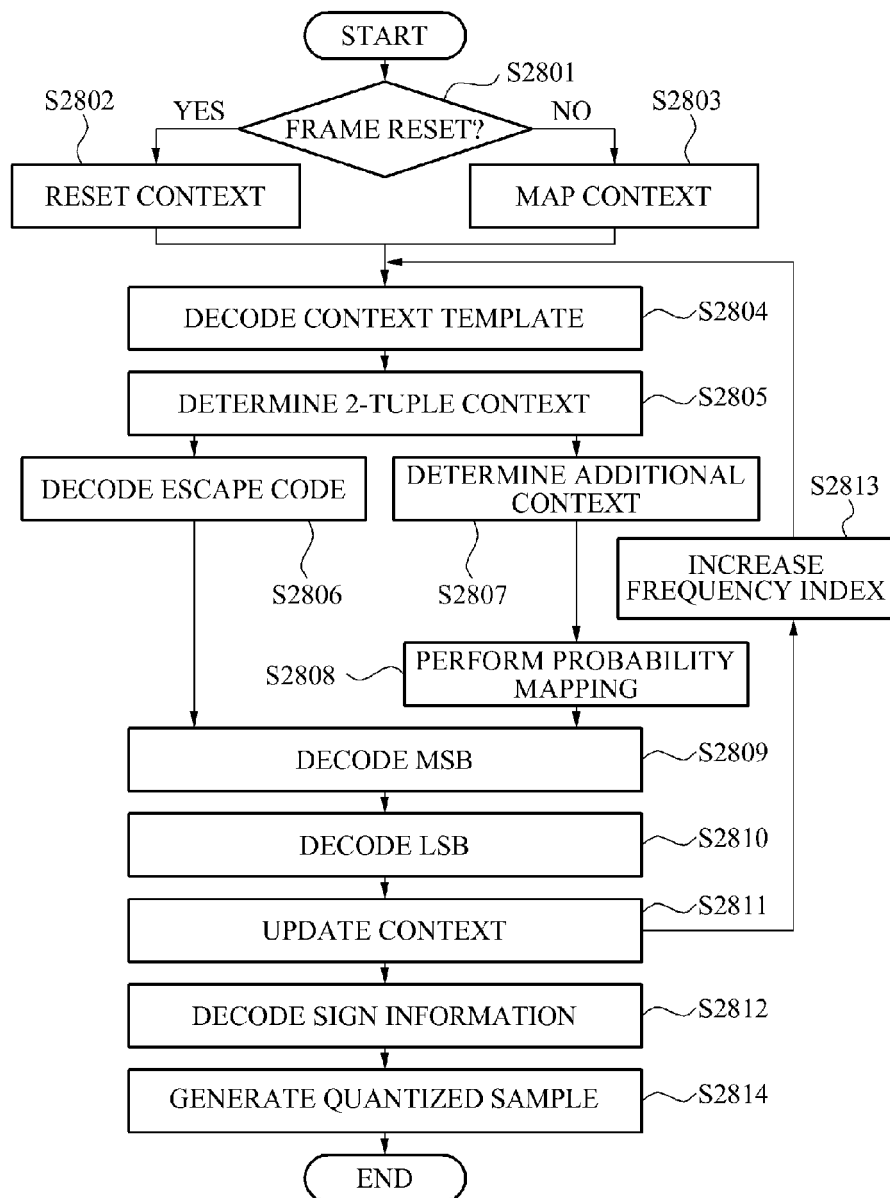 START
S2801
S2802
YES
FRAME RESET?
NO
S2803
RESET CONTEXT
MAP CONTEXT
DECODE CONTEXT TEMPLATE
S2804
DETERMINE 2-TUPLE CONTEXT
S2805
DECODE ESCAPE CODE
S2806
DETERMINE ADDITIONAL
CONTEXT
S2807
S2813
INCREASE
FREQUENCY INDEX
S2808
PERFORM PROBABILITY
MAPPING
DECODE MSB
S2809
DECODE LSB
S2810
UPDATE CONTEXT
S2811
DECODE SIGN INFORMATION
S2812
GENERATE QUANTIZED SAMPLE
S2814
END